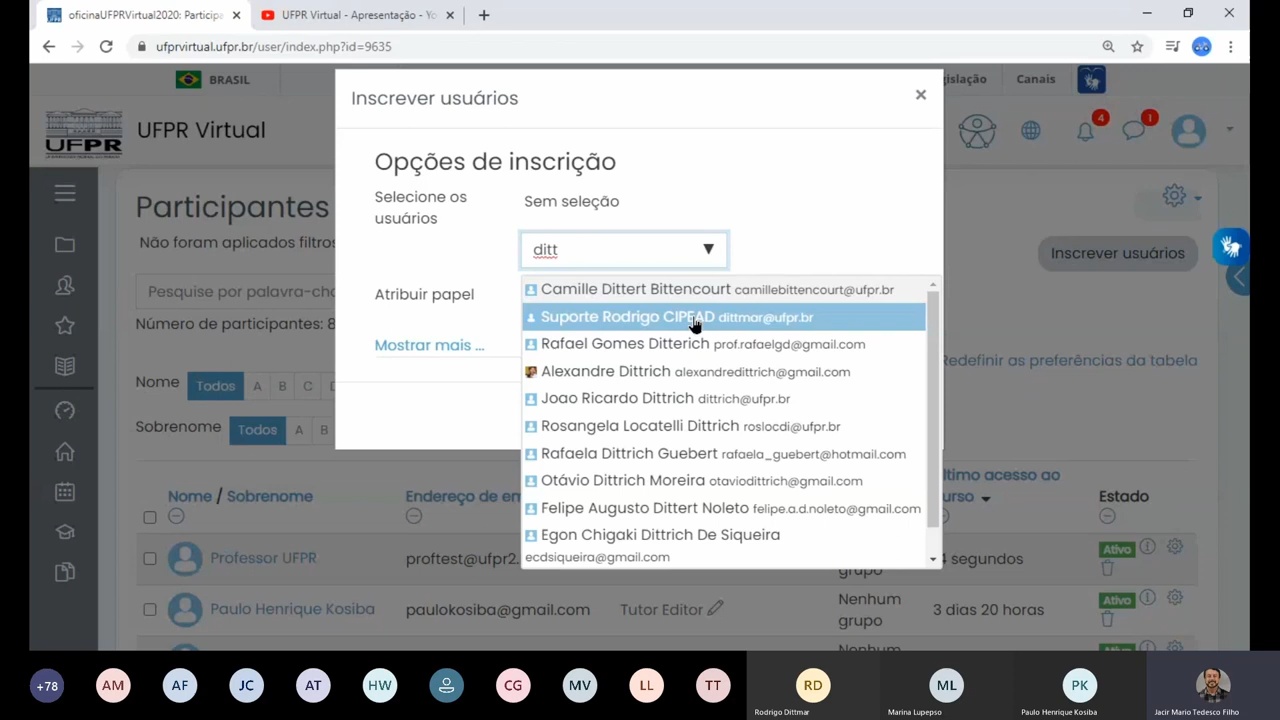 oficinaUFPRVirtual2020: Particip
UFPR Virtual - Apresentação - Yo
ufprvirtual.ufpr.br/user/index.php?id=9635
BRASIL
Canais
UFPR
UFPR Virtual
4
1
Inscrever usuários
Opções de inscrição
Selecione os
usuários
Sem seleção
ditt
Atribuir papel
Mostrar mais ...
Camille Dittert Bittencourt camillebittencourt@ufpr.br
Suporte Rodrigo CIPEAD dittmar@ufpr.br
Rafael Gomes Ditterich prof.rafaelgd@gmail.com
Alexandre Dittrich alexandredittrich@gmail.com
Joao Ricardo Dittrich dittrich@ufpr.br
Rosangela Locatelli Dittrich roslocdi@ufpr.br
Rafaela Dittrich Guebert rafaela_guebert@hotmail.com
Otávio Dittrich Moreira otaviodittrich@gmail.com
Felipe Augusto Dittert Noleto felipe.a.d.noleto@gmail.com
Egon Chigaki Dittrich De Siqueira
ecdsiqueira@gmail.com
Participantes
Não foram aplicados filtros
Inscrever usuários
Pesquise por palavra-cha
Número de participantes: 8
Redefinir as preferências da tabela
Nome Todos A B C D
Sobrenome Todos A B
Nome / Sobrenome
Endereço de em
Último acesso ao
curso
Estado
Professor UFPR
proftest@ufpr2.
grupo
4 segundos
Ativo
Paulo Henrique Kosiba
paulokosiba@gmail.com
Tutor Editor
Nenhum
grupo
3 dias 20 horas
Ativo
+78 AM AF JC AT HW CG MV LL TT RD ML PK
Rodrigo Dittmar
Marina Lupepso
Paulo Henrique Kosiba
Jacir Mario Tedesco Filho